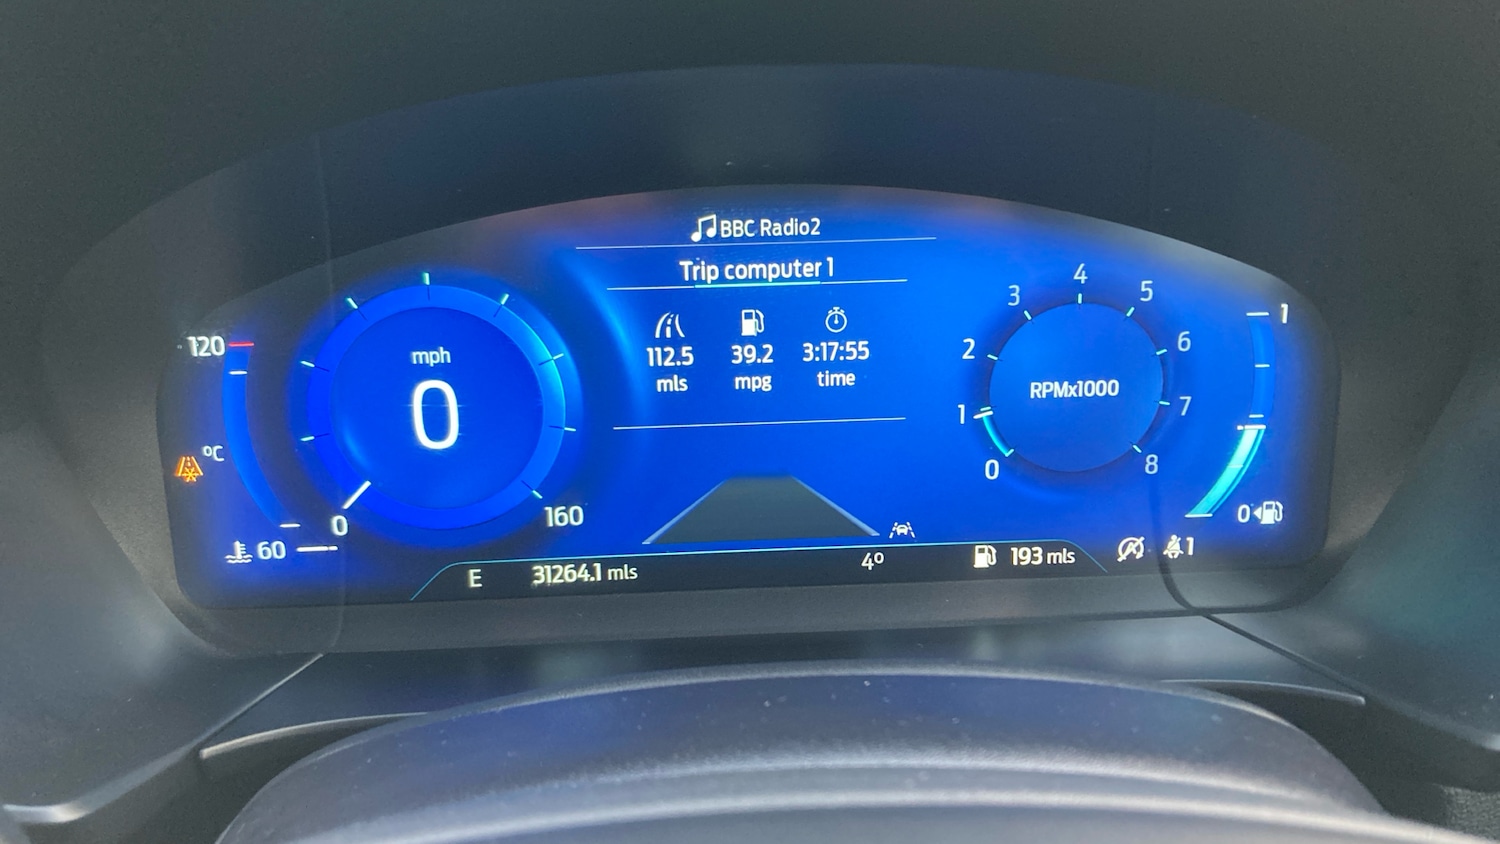 BBC Radio2
Trip computer 1
112.5 39.2 3:17:55
mls mpg time
120
°C
60
mph
0
0 160
RPMx1000
0 1 2 3 4 5 6 7 8
1
0
E 31264.1 mls 4° 193 mls
A 1